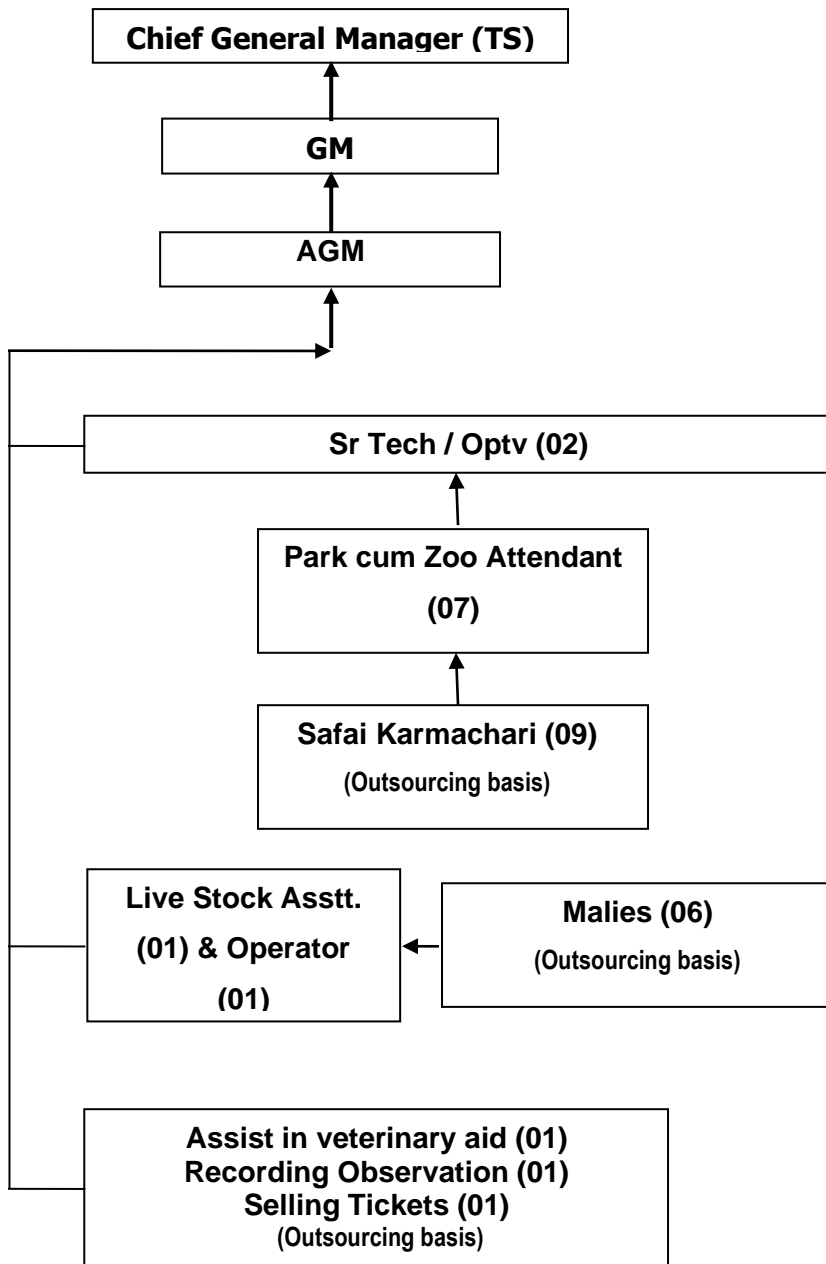 Chief General Manager (TS)
GM
AGM
Sr Tech / Optv (02)
Park cum Zoo Attendant
(07)
Safai Karmachari (09)
(Outsourcing basis)
Live Stock Asstt.
(01) & Operator
(01)
Malies (06)
(Outsourcing basis)
Assist in veterinary aid (01)
Recording Observation (01)
Selling Tickets (01)
(Outsourcing basis)